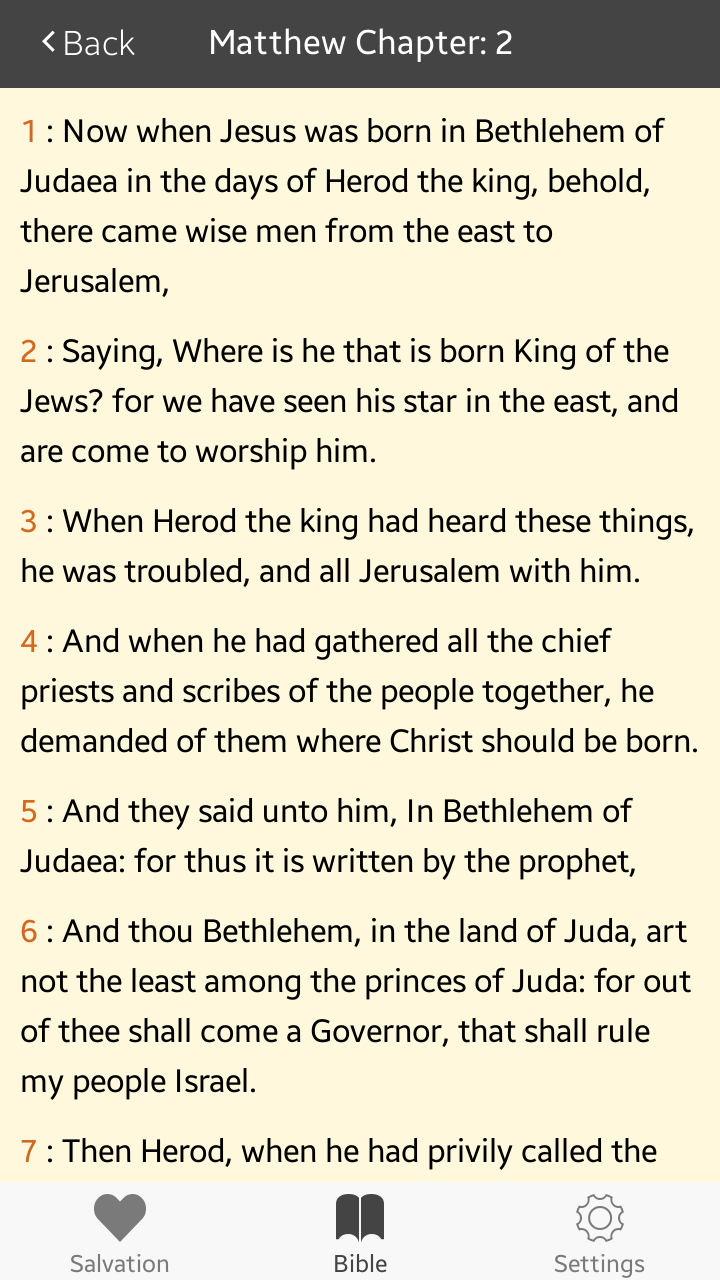 Back Matthew Chapter: 2
1 : Now when Jesus was born in Bethlehem of
Judaea in the days of Herod the king, behold,
there came wise men from the east to
Jerusalem,
2 : Saying, Where is he that is born King of the
Jews? for we have seen his star in the east, and
are come to worship him.
3 : When Herod the king had heard these things,
he was troubled, and all Jerusalem with him.
4 : And when he had gathered all the chief
priests and scribes of the people together, he
demanded of them where Christ should be born.
5 : And they said unto him, In Bethlehem of
Judaea: for thus it is written by the prophet,
6 : And thou Bethlehem, in the land of Juda, art
not the least among the princes of Juda: for out
of thee shall come a Governor, that shall rule
my people Israel.
7 : Then Herod, when he had privily called the
Salvation Bible Settings